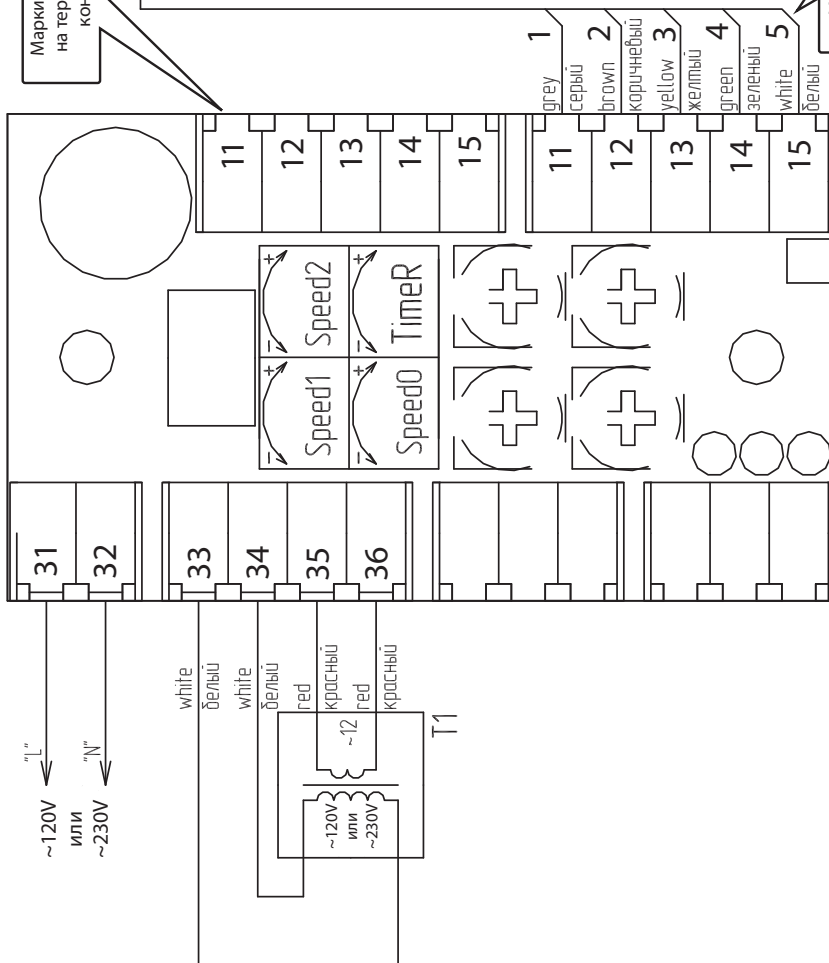 Марки
на тер
кон
1
grey
серый
2
brown
коричневый
3
yellow
желтый
4
green
зеленый
5
white
белый
11
12
13
14
15
11
12
13
14
15
Speed2
TimeR
Speed1
Speed0
+
−
+
−
+
−
+
−
31
32
33
34
35
36
"L"
"N"
~120V
или
~230V
white
белый
white
белый
red
красный
red
красный
~12
~120V
или
~230V
T1